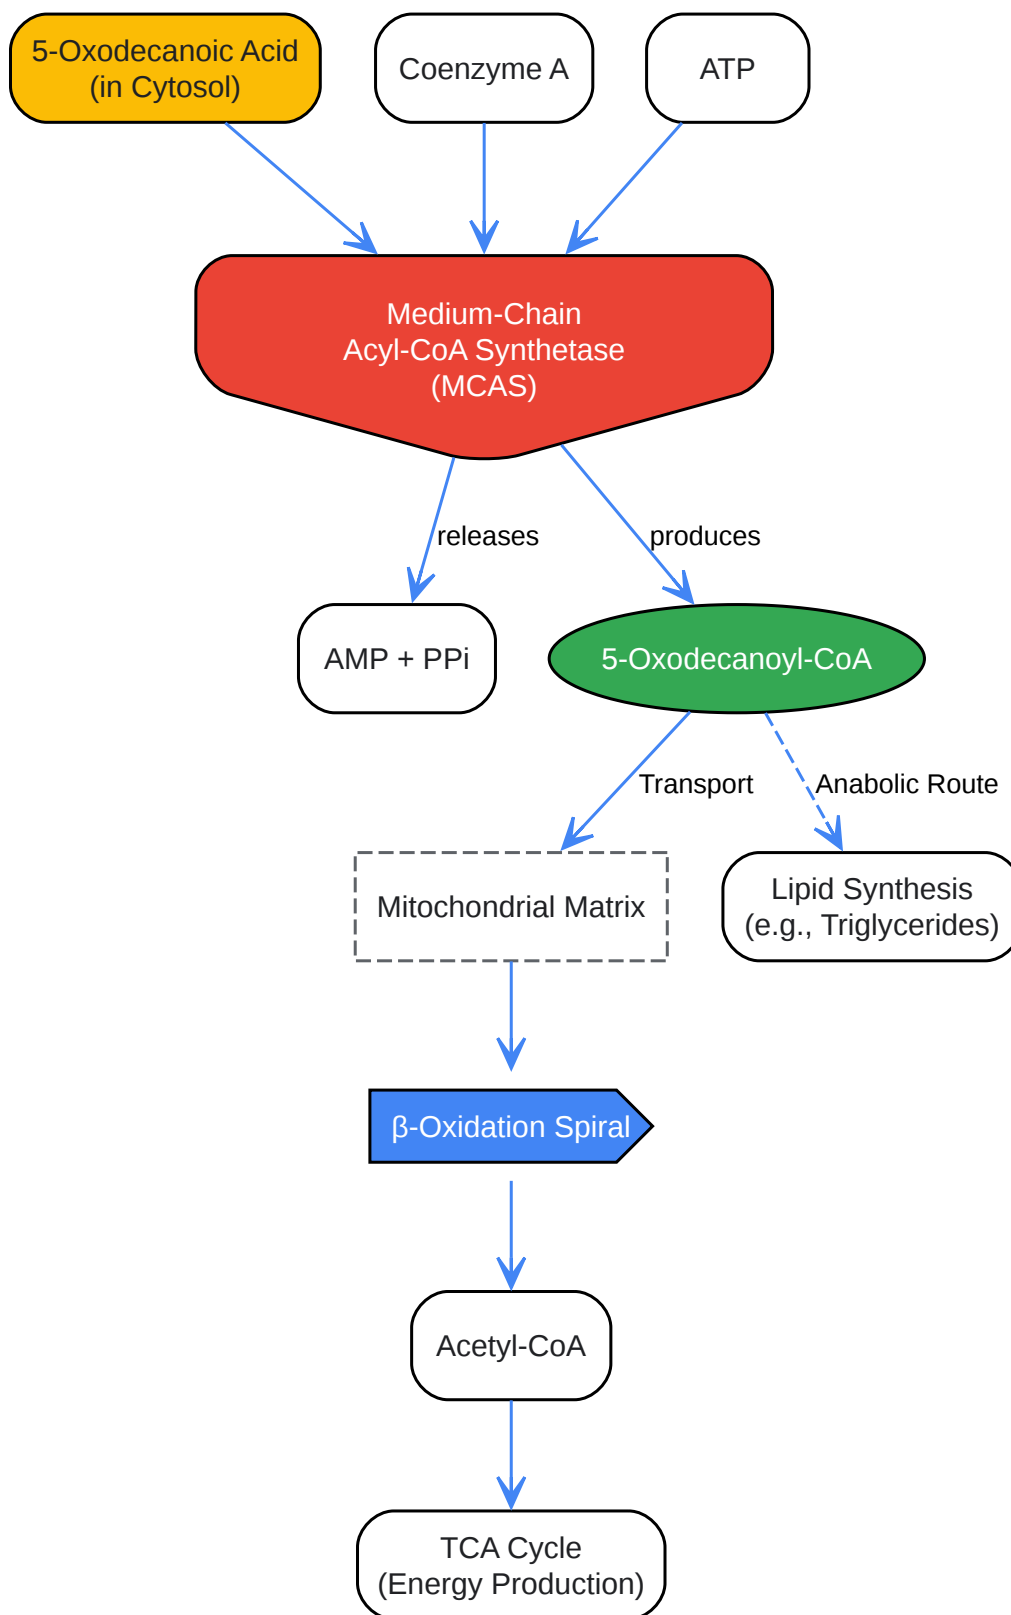 5-Oxodecanoic Acid
(in Cytosol)
Coenzyme A
ATP
Medium-Chain
Acyl-CoA Synthetase
(MCAS)
releases
produces
AMP + PPi
5-Oxodecanoyl-CoA
Transport
Anabolic Route
Mitochondrial Matrix
Lipid Synthesis
(e.g., Triglycerides)
β-Oxidation Spiral
Acetyl-CoA
TCA Cycle
(Energy Production)